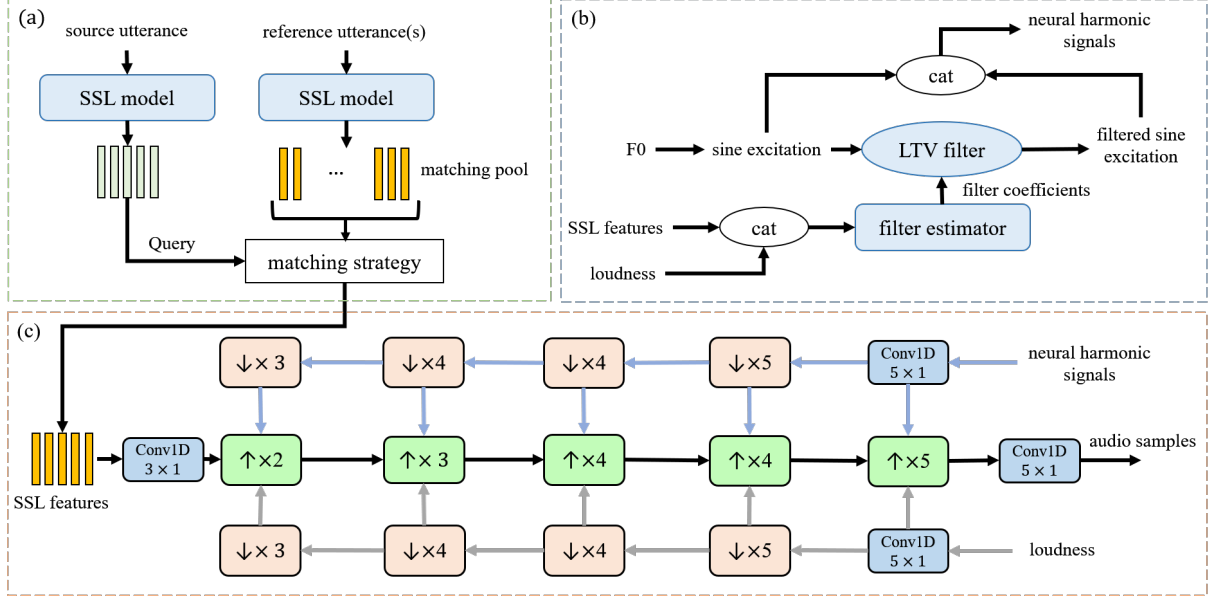 (a)
source utterance
reference utterance(s)
SSL model
SSL model
...
matching pool
Query
matching strategy
(b)
neural harmonic
signals
cat
F0
sine excitation
LTV filter
filtered sine
excitation
filter coefficients
SSL features
cat
filter estimator
loudness
(c)
↓×3
↓×4
↓×4
↓×5
Conv1D
5 × 1
neural harmonic
signals
SSL features
Conv1D
3 × 1
↑×2
↑×3
↑×4
↑×4
↑×5
Conv1D
5 × 1
audio samples
↓×3
↓×4
↓×4
↓×5
Conv1D
5 × 1
loudness